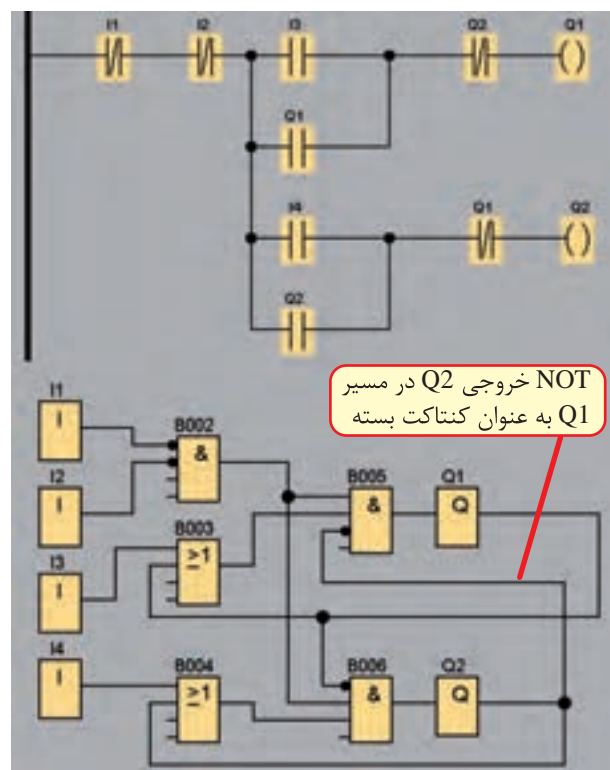 I1 I2 I3 Q2 Q1
Q1
I4 Q1 Q2
Q2
NOT خروجی Q2 در مسیر
Q1 به عنوان کنتاکت بسته
I1
I
B002
&
I2
I
B003
≥1
I3
I
B005
&
Q1
Q
I4
I
B004
≥1
B006
&
Q2
Q